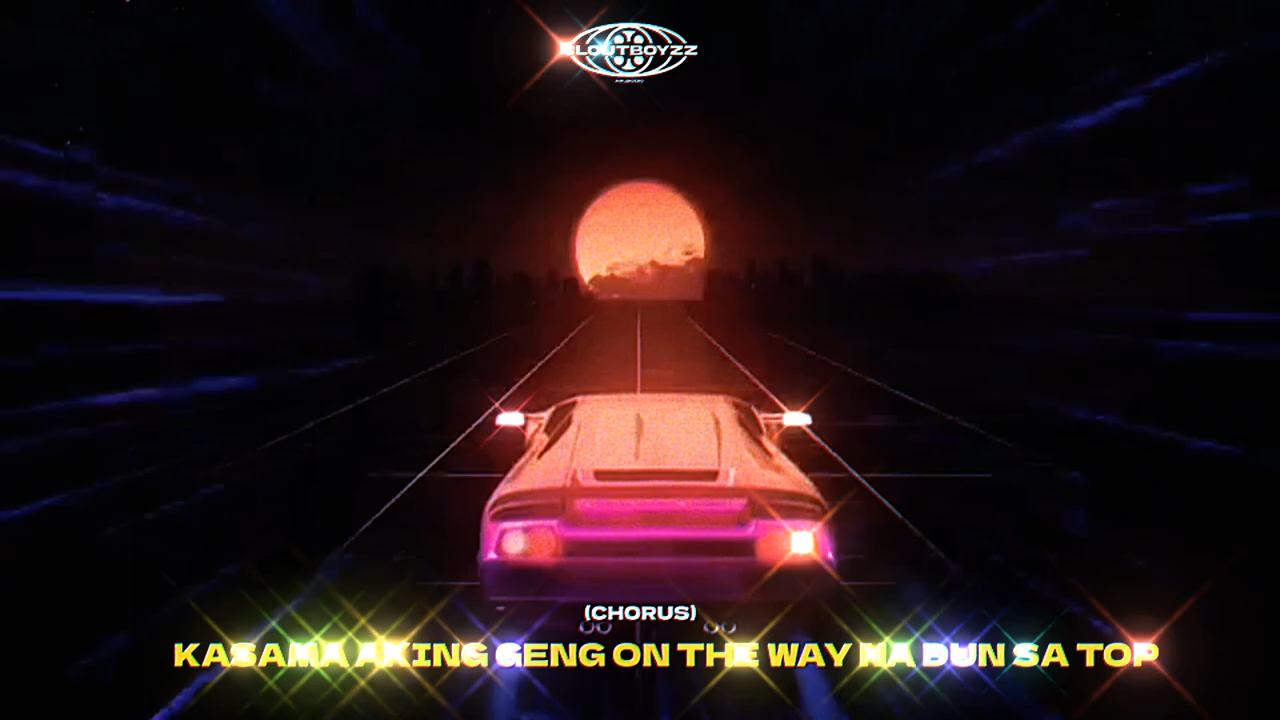 CLOUTBOYZZ
(CHORUS)
KASAMA AKING GENG ON THE WAY NA DUN SA TOP